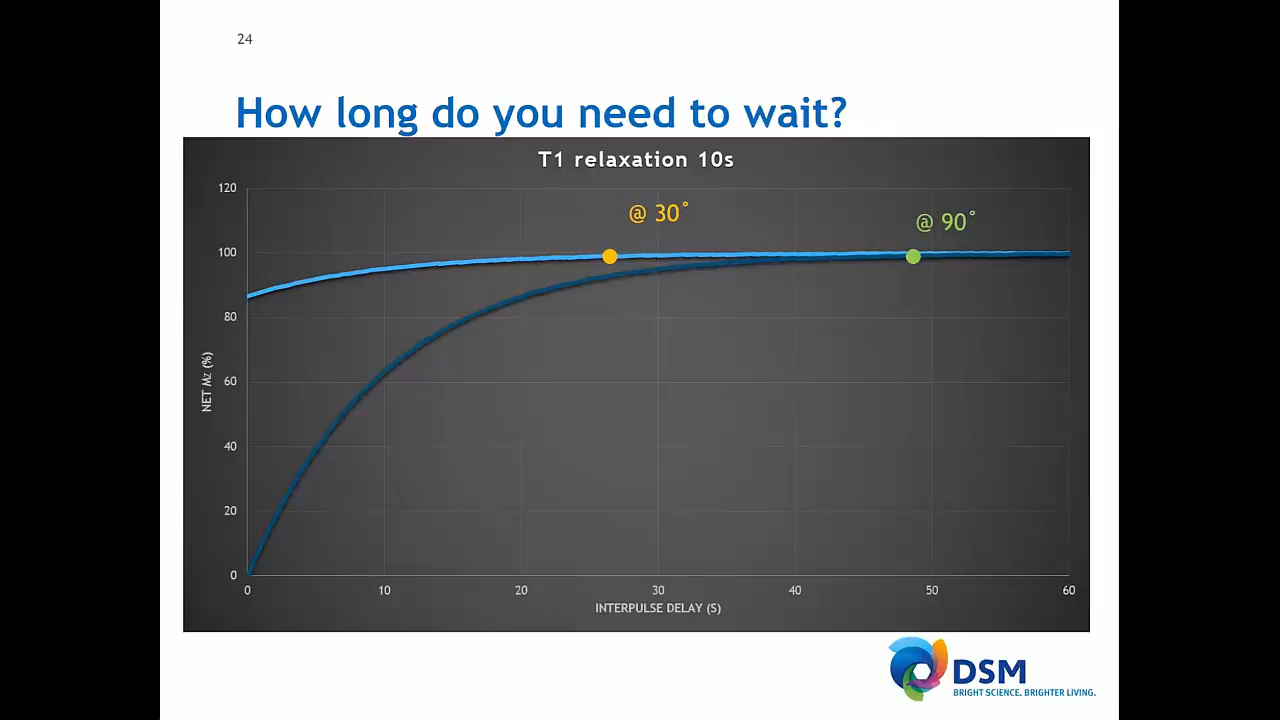 24
How long do you need to wait?
T1 relaxation 10s
120
@ 30°
@ 90°
100
80
60
40
20
0
NET Mz (%)
0 10 20 30 40 50 60
INTERPULSE DELAY (S)
DSM
BRIGHT SCIENCE. BRIGHTER LIVING.